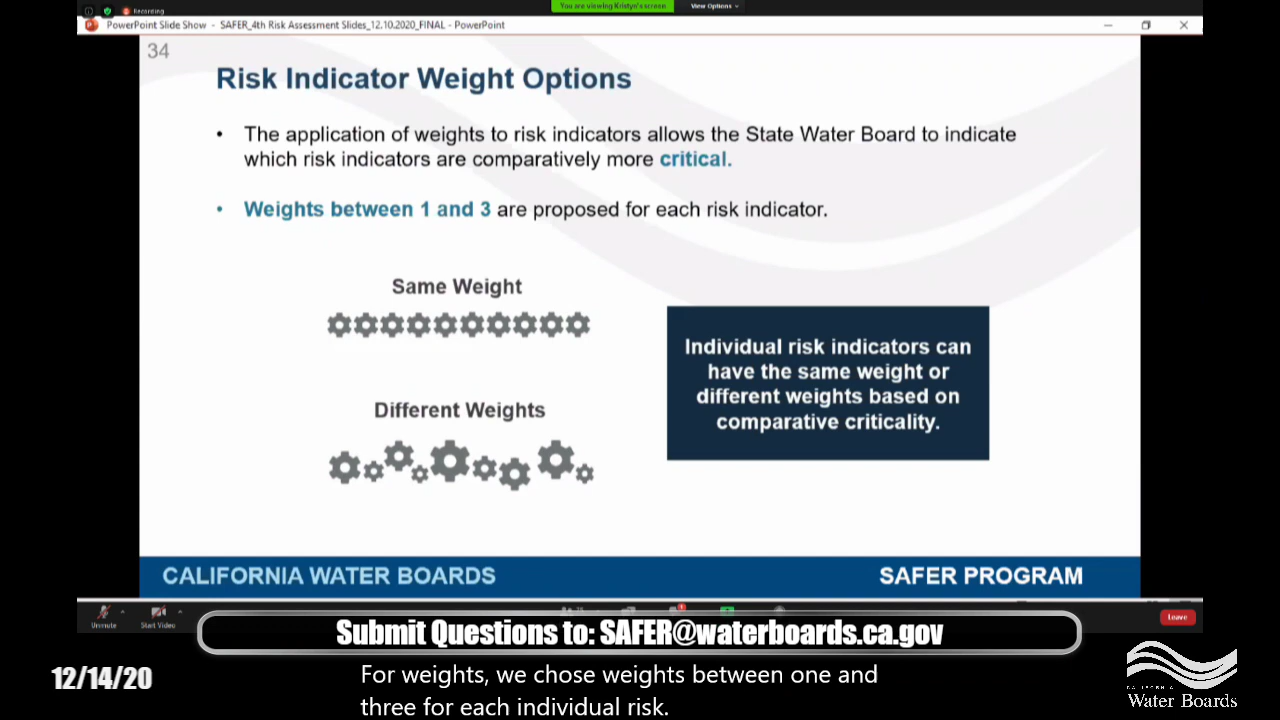 Recording
You are viewing Kristyn's screen
View Options
PowerPoint Slide Show - SAFER_4th Risk Assessment Slides_12.10.2020_FINAL - PowerPoint
34
Risk Indicator Weight Options
• The application of weights to risk indicators allows the State Water Board to indicate
which risk indicators are comparatively more critical.
• Weights between 1 and 3 are proposed for each risk indicator.
Same Weight
Different Weights
Individual risk indicators can
have the same weight or
different weights based on
comparative criticality.
CALIFORNIA WATER BOARDS
SAFER PROGRAM
Unmute
Start Video
Leave
Submit Questions to: SAFER@waterboards.ca.gov
12/14/20
For weights, we chose weights between one and
three for each individual risk.
CALIFORNIA
Water Boards